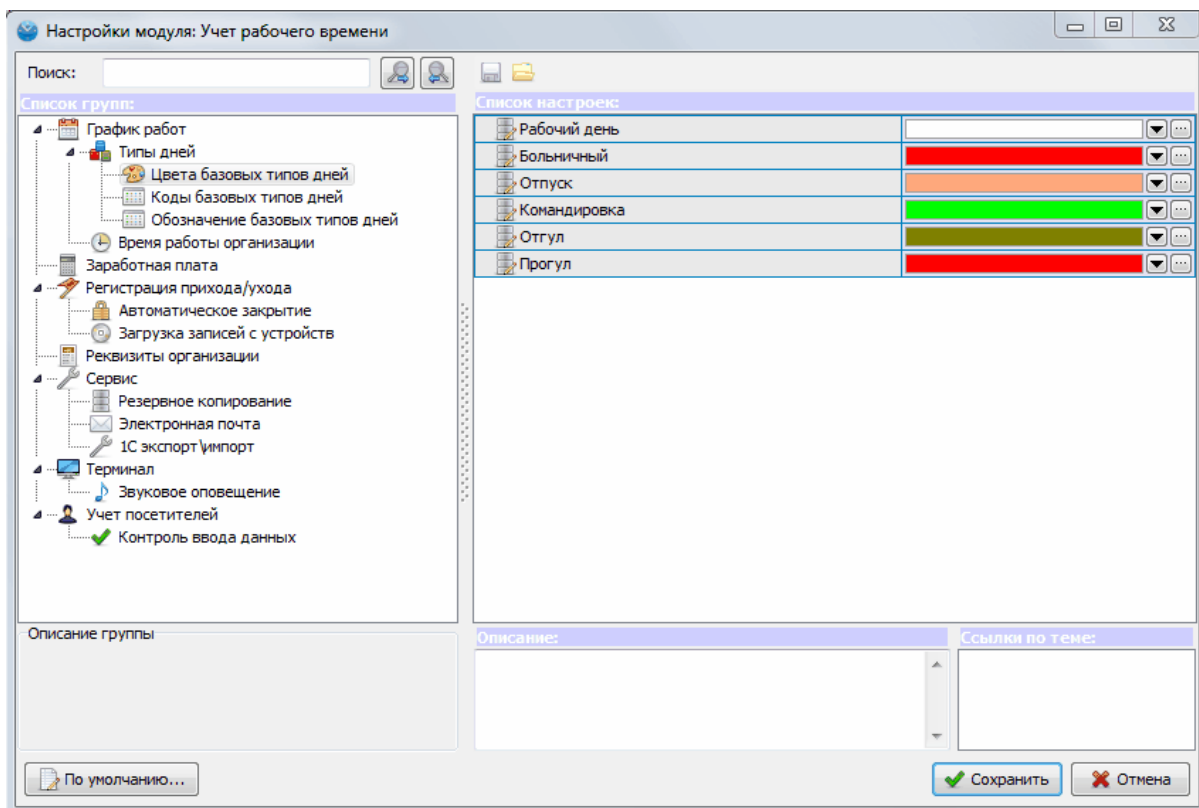 Настройки модуля: Учет рабочего времени
Поиск:
Список групп:
График работ
Типы дней
Цвета базовых типов дней
Коды базовых типов дней
Обозначение базовых типов дней
Время работы организации
Заработная плата
Регистрация прихода/ухода
Автоматическое закрытие
Загрузка записей с устройств
Реквизиты организации
Сервис
Резервное копирование
Электронная почта
1С экспорт\импорт
Терминал
Звуковое оповещение
Учет посетителей
Контроль ввода данных
Список настроек:
Рабочий день
Больничный
Отпуск
Командировка
Отгул
Прогул
Описание группы
Описание:
Ссылки по теме:
По умолчанию...
Сохранить
Отмена